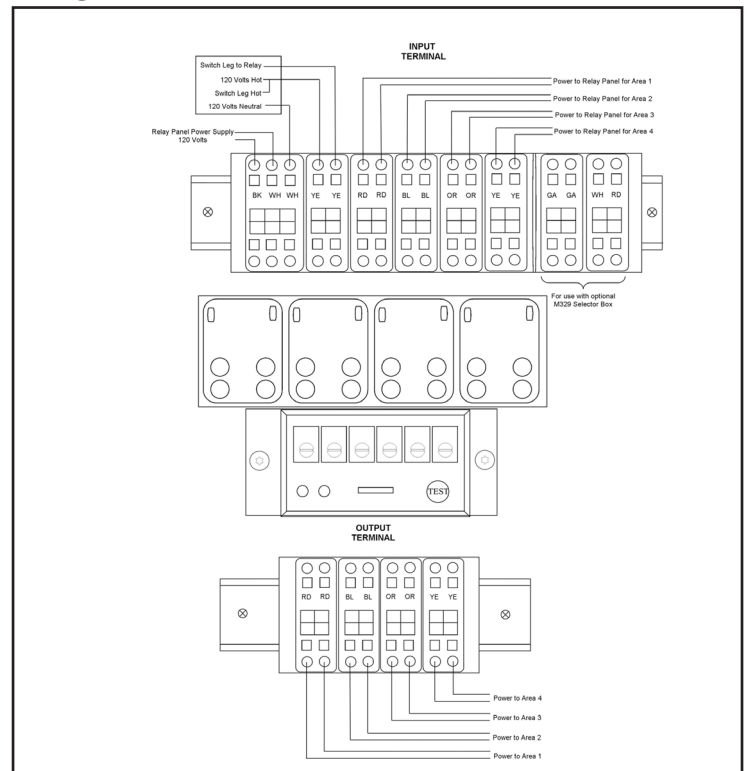 INPUT
TERMINAL
Switch Leg to Relay
120 Volts Hot
Switch Leg Hot
120 Volts Neutral
Relay Panel Power Supply
120 Volts
Power to Relay Panel for Area 1
Power to Relay Panel for Area 2
Power to Relay Panel for Area 3
Power to Relay Panel for Area 4
BK WH WH YE YE RD RD BL BL OR OR YE YE GA GA WH RD
For use with optional
M329 Selector Box
TEST
OUTPUT
TERMINAL
RD RD BL BL OR OR YE YE
Power to Area 4
Power to Area 3
Power to Area 2
Power to Area 1